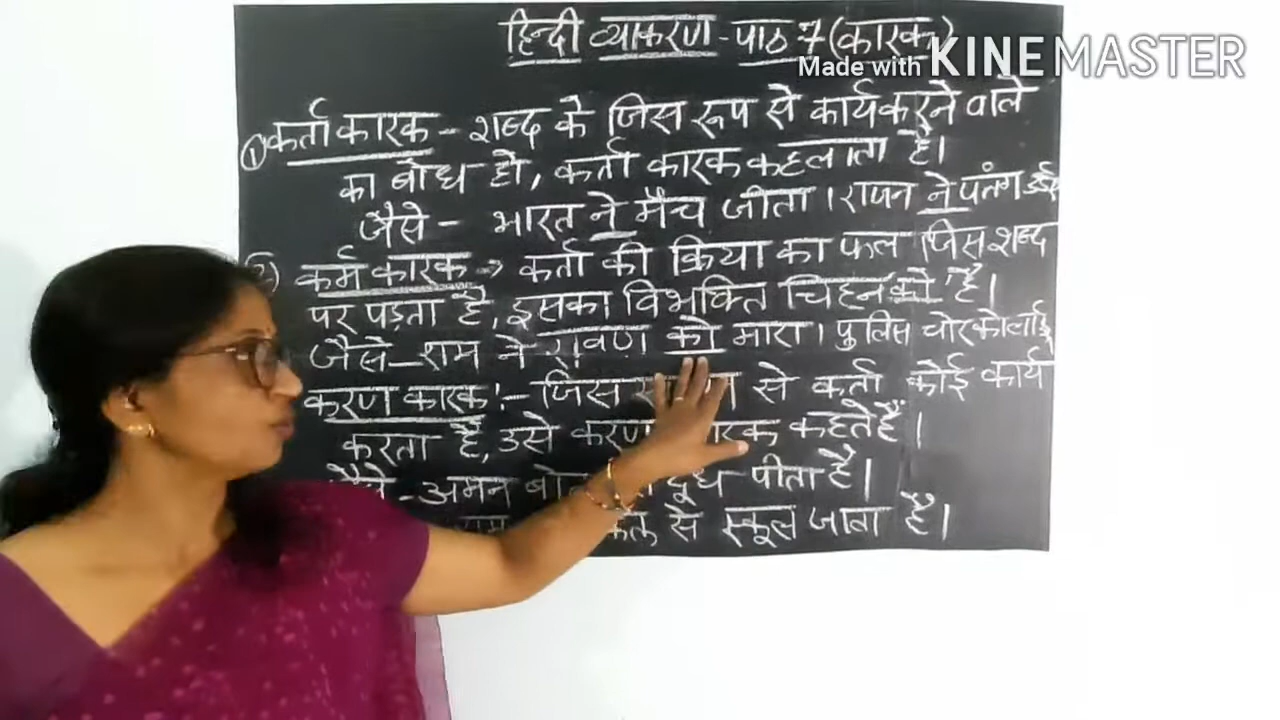 हिन्दी व्याकरण - पाठ 7 (कारक)
Made with KINEMASTER
① कर्ता कारक - शब्द के जिस रूप से कार्य करने वाले
का बोध हो, कर्ता कारक कहलाता है।
जैसे - भारत ने मैच जीता। राजन ने पतंग
कर्म कारक → कर्ता की क्रिया का फल जिस शब्द
पर पड़ता है, इसका विभक्ति चिहन "को" है।
जैसे - राम ने रावण को मारा। पुलिस चोर को लाई
करण कारक :- जिस से कर्ता कोई कार्य
करता है, उसे करण कारक कहते हैं।
- अमन दूध पीता है।
से स्कूल जाता है।